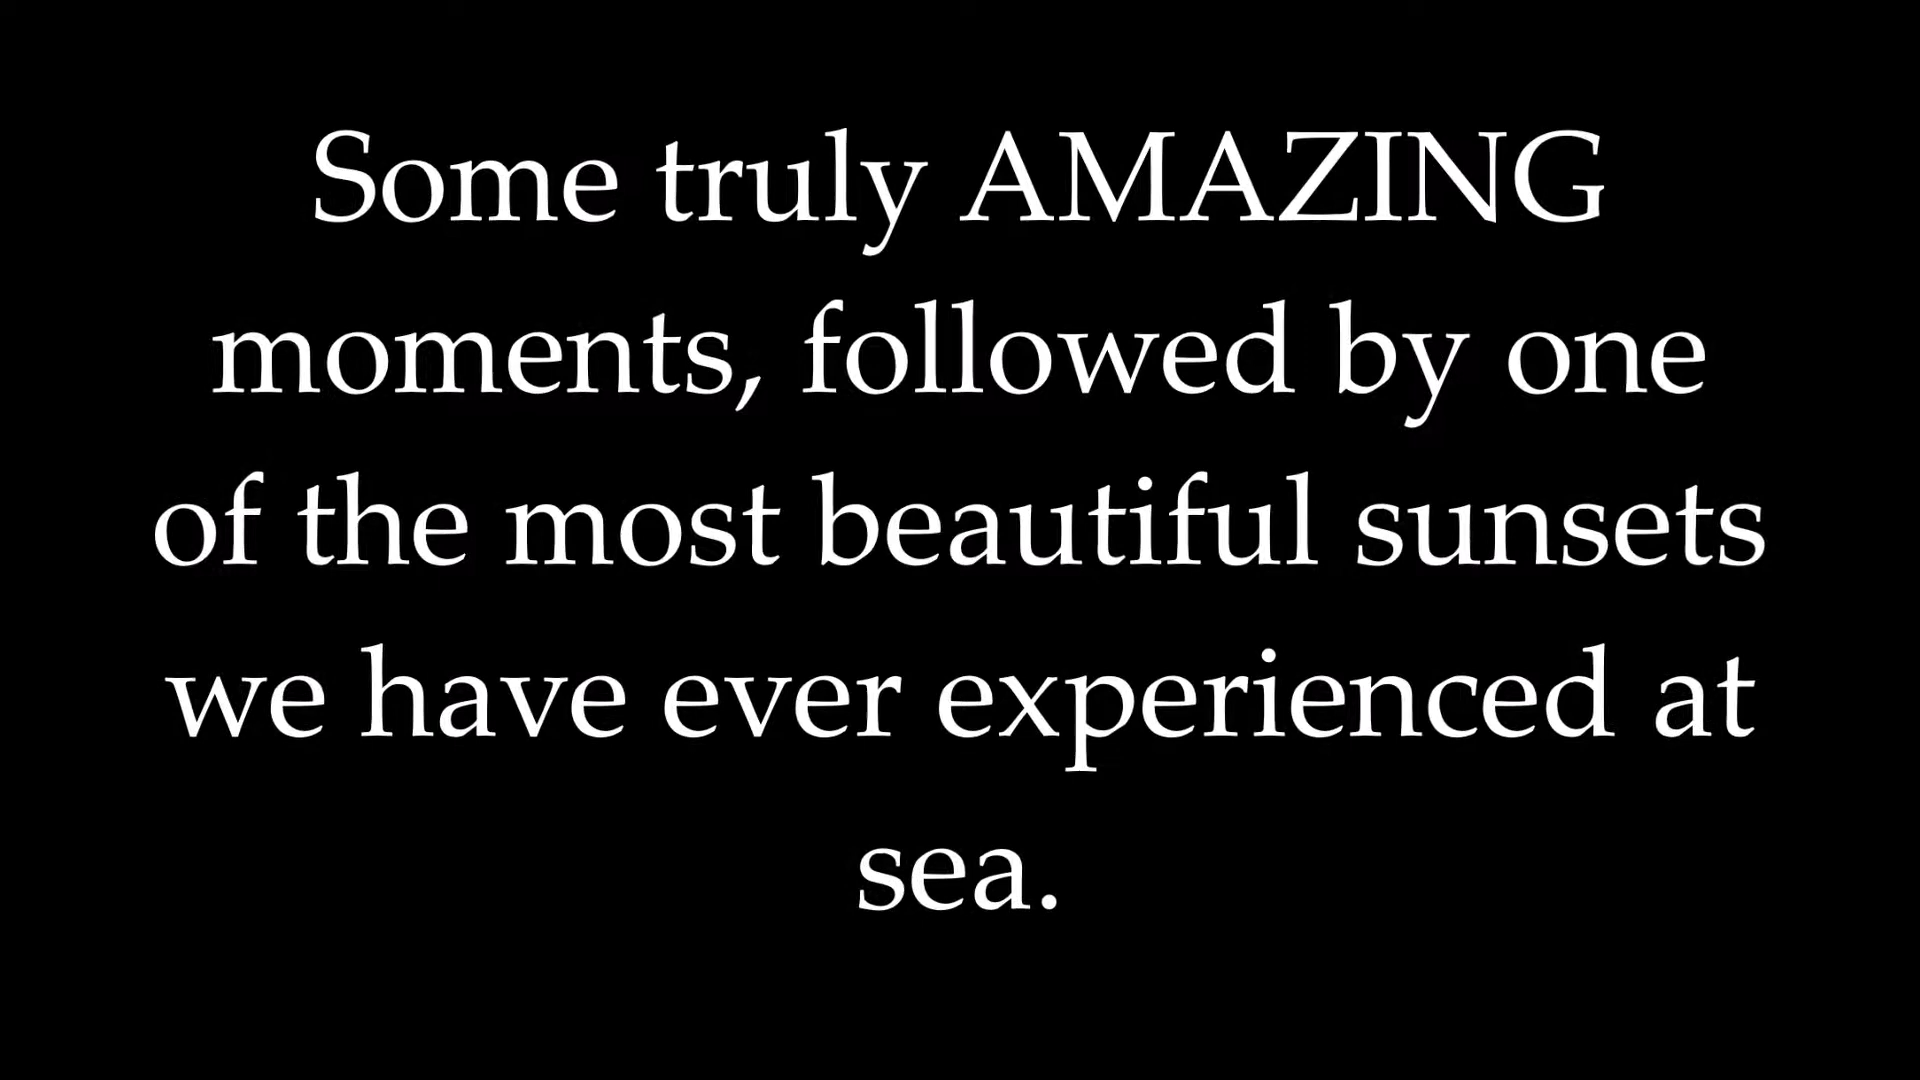 Some truly AMAZING
moments, followed by one
of the most beautiful sunsets
we have ever experienced at
sea.